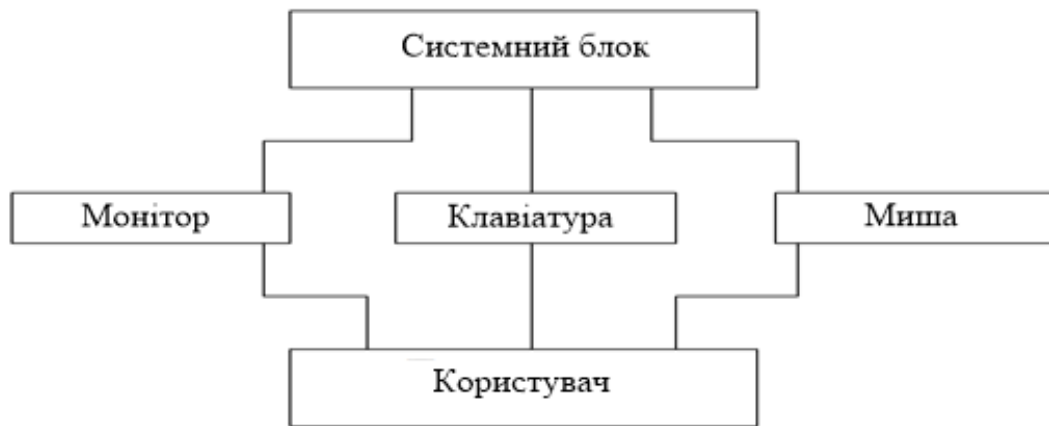 Системний блок
Монітор
Клавіатура
Миша
Користувач